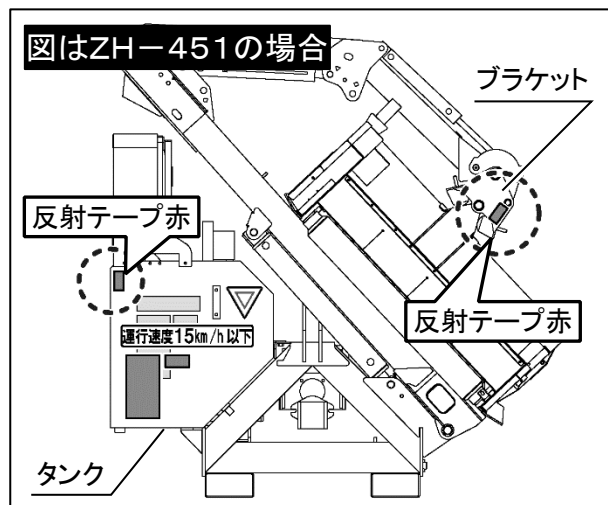 図はZH－451の場合
ブラケット
反射テープ赤
反射テープ赤
運行速度15km/h以下
タンク